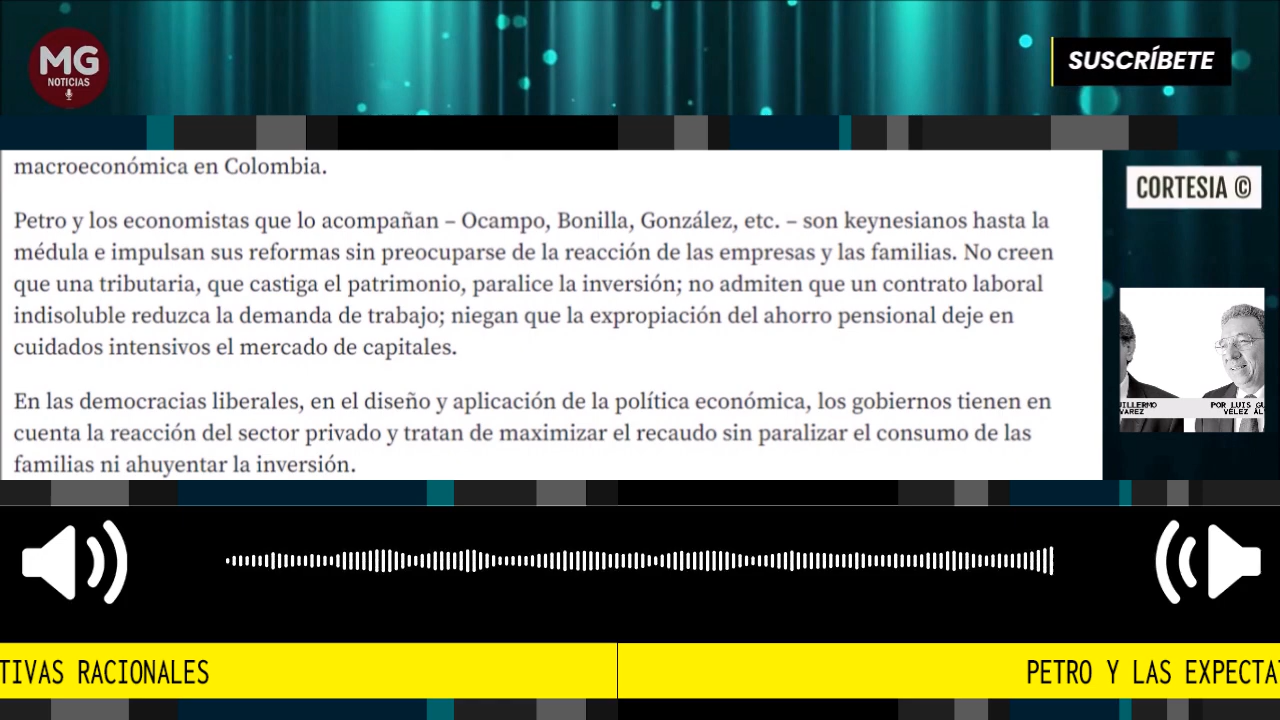 MG
NOTICIAS
SUSCRÍBETE
macroeconómica en Colombia.
Petro y los economistas que lo acompañan – Ocampo, Bonilla, González, etc. – son keynesianos hasta la
médula e impulsan sus reformas sin preocuparse de la reacción de las empresas y las familias. No creen
que una tributaria, que castiga el patrimonio, paralice la inversión; no admiten que un contrato laboral
indisoluble reduzca la demanda de trabajo; niegan que la expropiación del ahorro pensional deje en
cuidados intensivos el mercado de capitales.
En las democracias liberales, en el diseño y aplicación de la política económica, los gobiernos tienen en
cuenta la reacción del sector privado y tratan de maximizar el recaudo sin paralizar el consumo de las
familias ni ahuyentar la inversión.
CORTESIA ©
UILLERMO
VAREZ
POR LUIS GU
VÉLEZ ÁL
TIVAS RACIONALES
PETRO Y LAS EXPECTA